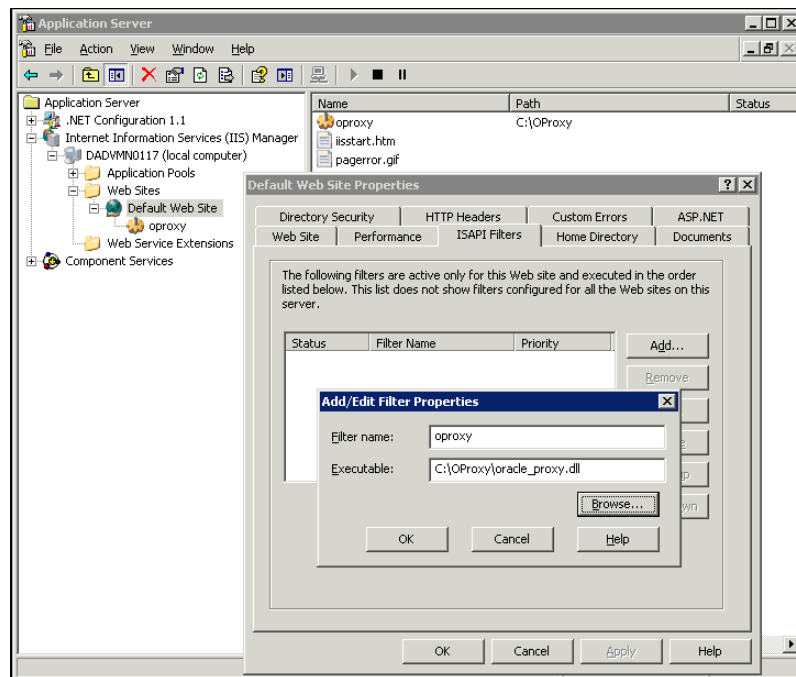 Application Server
File Action View Window Help
Application Server
.NET Configuration 1.1
Internet Information Services (IIS) Manager
DADVMN0117 (local computer)
Application Pools
Web Sites
Default Web Site
oproxy
Web Service Extensions
Component Services
Name Path Status
oproxy C:\OProxy
iisstart.htm
pagerror.gif
Default Web Site Properties
Directory Security HTTP Headers Custom Errors ASP.NET
Web Site Performance ISAPI Filters Home Directory Documents
The following filters are active only for this Web site and executed in the order
listed below. This list does not show filters configured for all the Web sites on this
server.
Status Filter Name Priority
Add...
Remove
Add/Edit Filter Properties
Filter name: oproxy
Executable: C:\OProxy\oracle_proxy.dll
Browse...
OK Cancel Help
OK Cancel Apply Help